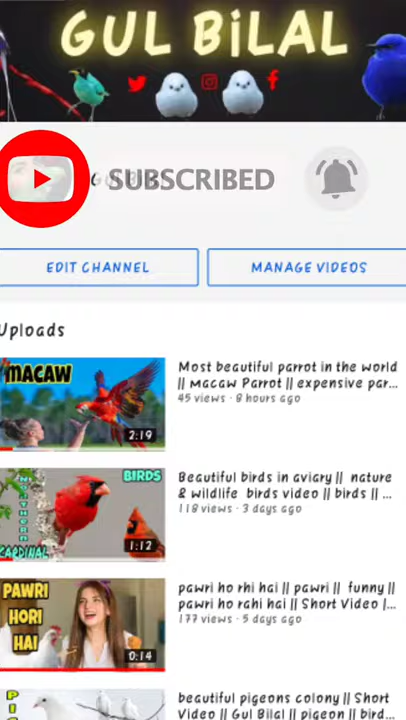 GUL BiLAL
SUBSCRIBED
EDIT CHANNEL
MANAGE VIDEOS
Uploads
MACAW
2:19
Most beautiful parrot in the world
|| Macaw Parrot || expensive par...
45 views · 8 hours ago
BIRDS
NORTHERN
CARDINAL
1:12
Beautiful birds in aviary || nature
& wildlife birds video || birds || ...
118 views · 3 days ago
PAWRI
HORI
HAI
0:14
pawri ho rhi hai || pawri || funny ||
pawri ho rahi hai || Short Video |...
177 views · 5 days ago
beautiful pigeons colony || Short
Video || Gul Bilal || pigeon || bird...